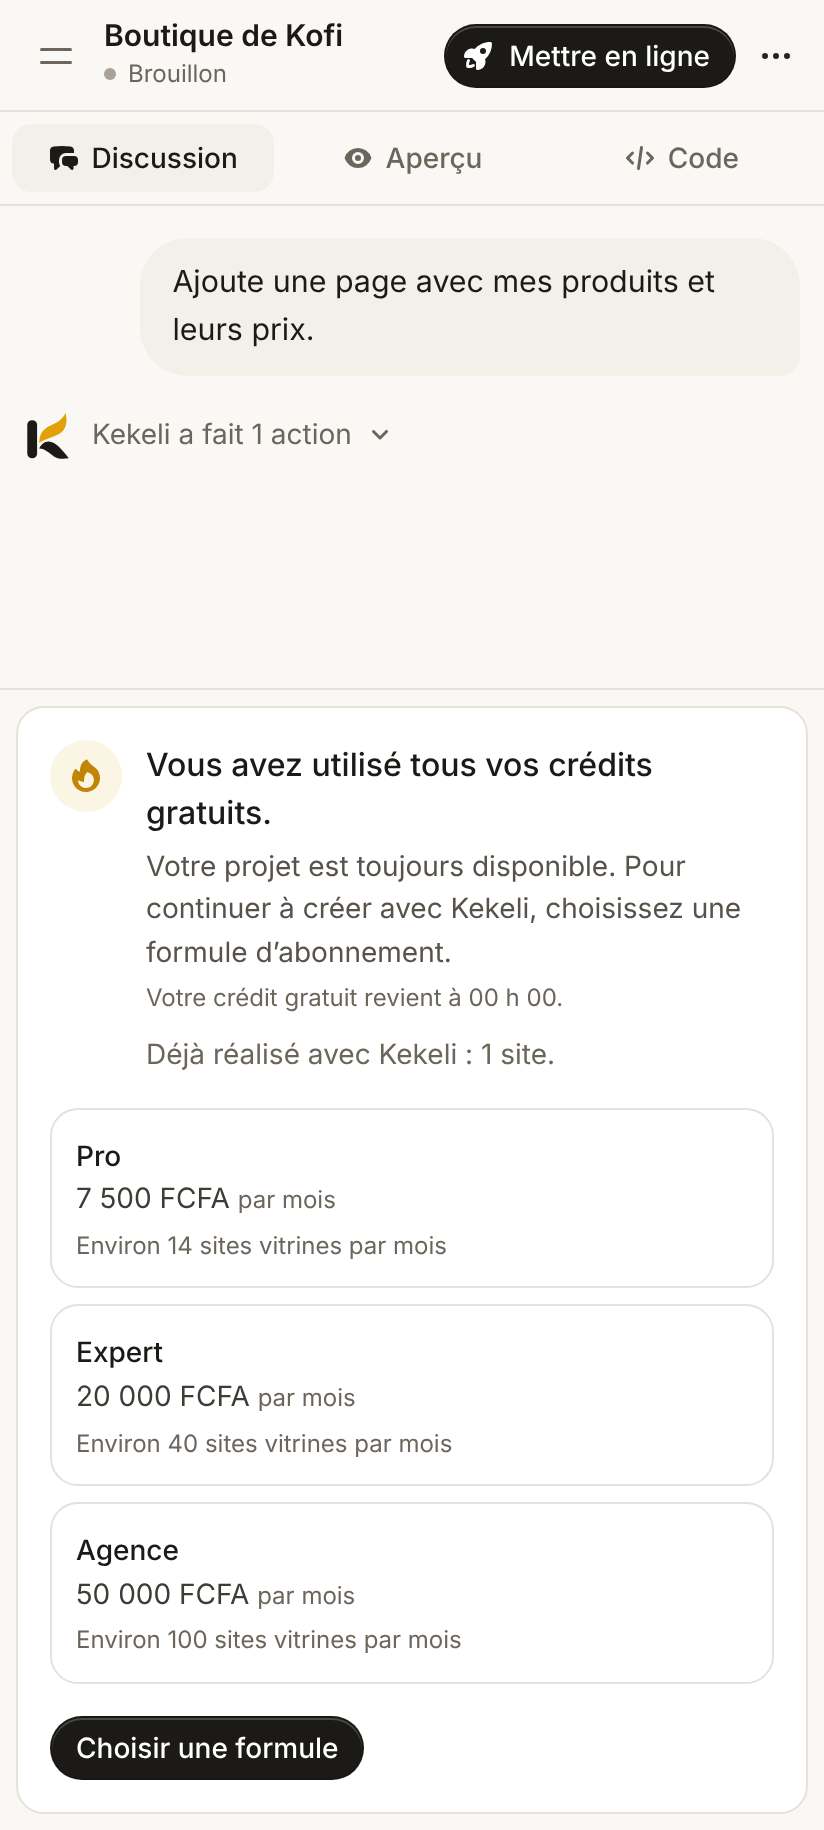 Boutique de Kofi
Brouillon
Mettre en ligne
Discussion
Aperçu
Code
Ajoute une page avec mes produits et
leurs prix.
Kekeli a fait 1 action
Vous avez utilisé tous vos crédits
gratuits.
Votre projet est toujours disponible. Pour
continuer à créer avec Kekeli, choisissez une
formule d’abonnement.
Votre crédit gratuit revient à 00 h 00.
Déjà réalisé avec Kekeli : 1 site.
Pro
7 500 FCFA par mois
Environ 14 sites vitrines par mois
Expert
20 000 FCFA par mois
Environ 40 sites vitrines par mois
Agence
50 000 FCFA par mois
Environ 100 sites vitrines par mois
Choisir une formule